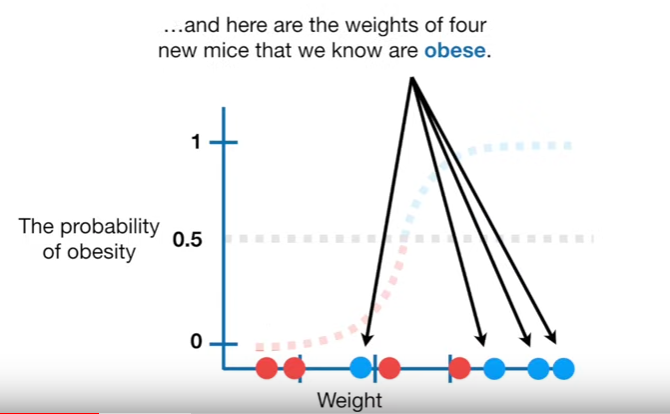 ...and here are the weights of four
new mice that we know are obese.
1
The probability
of obesity
0.5
0
Weight